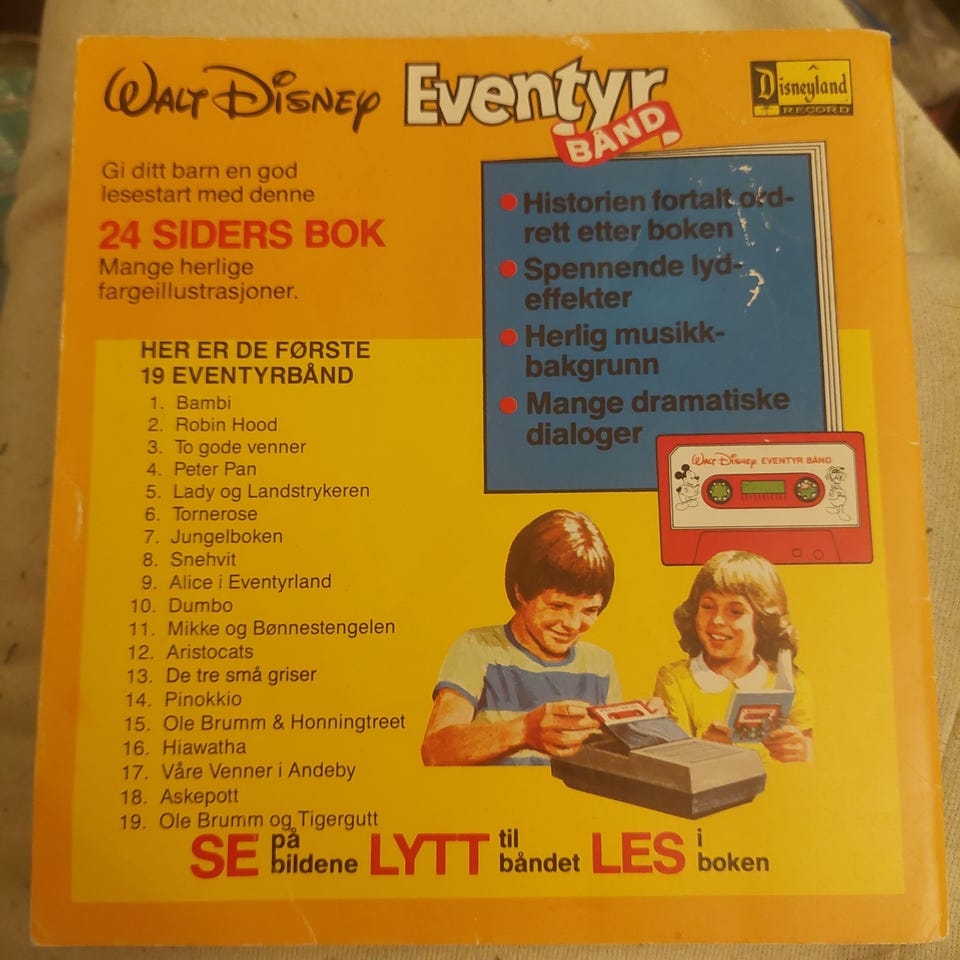 WALT DISNEY Eventyr
BÅND
Disneyland
RECORD
Gi ditt barn en god
lesestart med denne
24 SIDERS BOK
Mange herlige
fargeillustrasjoner.
Historien fortalt ord-
rett etter boken
Spennende lyd-
effekter
Herlig musikk-
bakgrunn
Mange dramatiske
dialoger
WALT DISNEY EVENTYR BÅND
HER ER DE FØRSTE
19 EVENTYRBÅND
1. Bambi
2. Robin Hood
3. To gode venner
4. Peter Pan
5. Lady og Landstrykeren
6. Tornerose
7. Jungelboken
8. Snehvit
9. Alice i Eventyrland
10. Dumbo
11. Mikke og Bønnestengelen
12. Aristocats
13. De tre små griser
14. Pinokkio
15. Ole Brumm & Honningtreet
16. Hiawatha
17. Våre Venner i Andeby
18. Askepott
19. Ole Brumm og Tigergutt
SE på bildene LYTT til båndet LES i boken